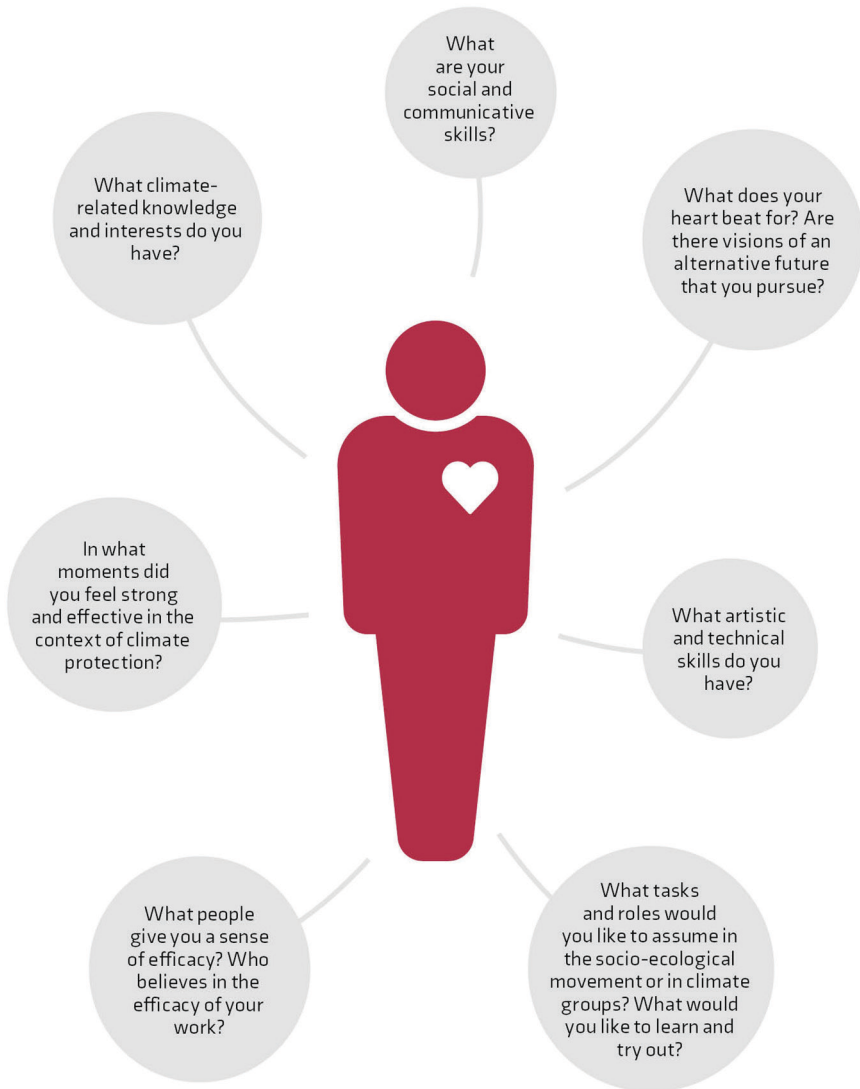 What
are your
social and
communicative
skills?
What climate-
related knowledge
and interests do you
have?
What does your
heart beat for? Are
there visions of an
alternative future
that you pursue?
In what
moments did
you feel strong
and effective in the
context of climate
protection?
What artistic
and technical
skills do you
have?
What people
give you a sense
of efficacy? Who
believes in the
efficacy of your
work?
What tasks
and roles would
you like to assume in
the socio-ecological
movement or in climate
groups? What would
you like to learn and
try out?